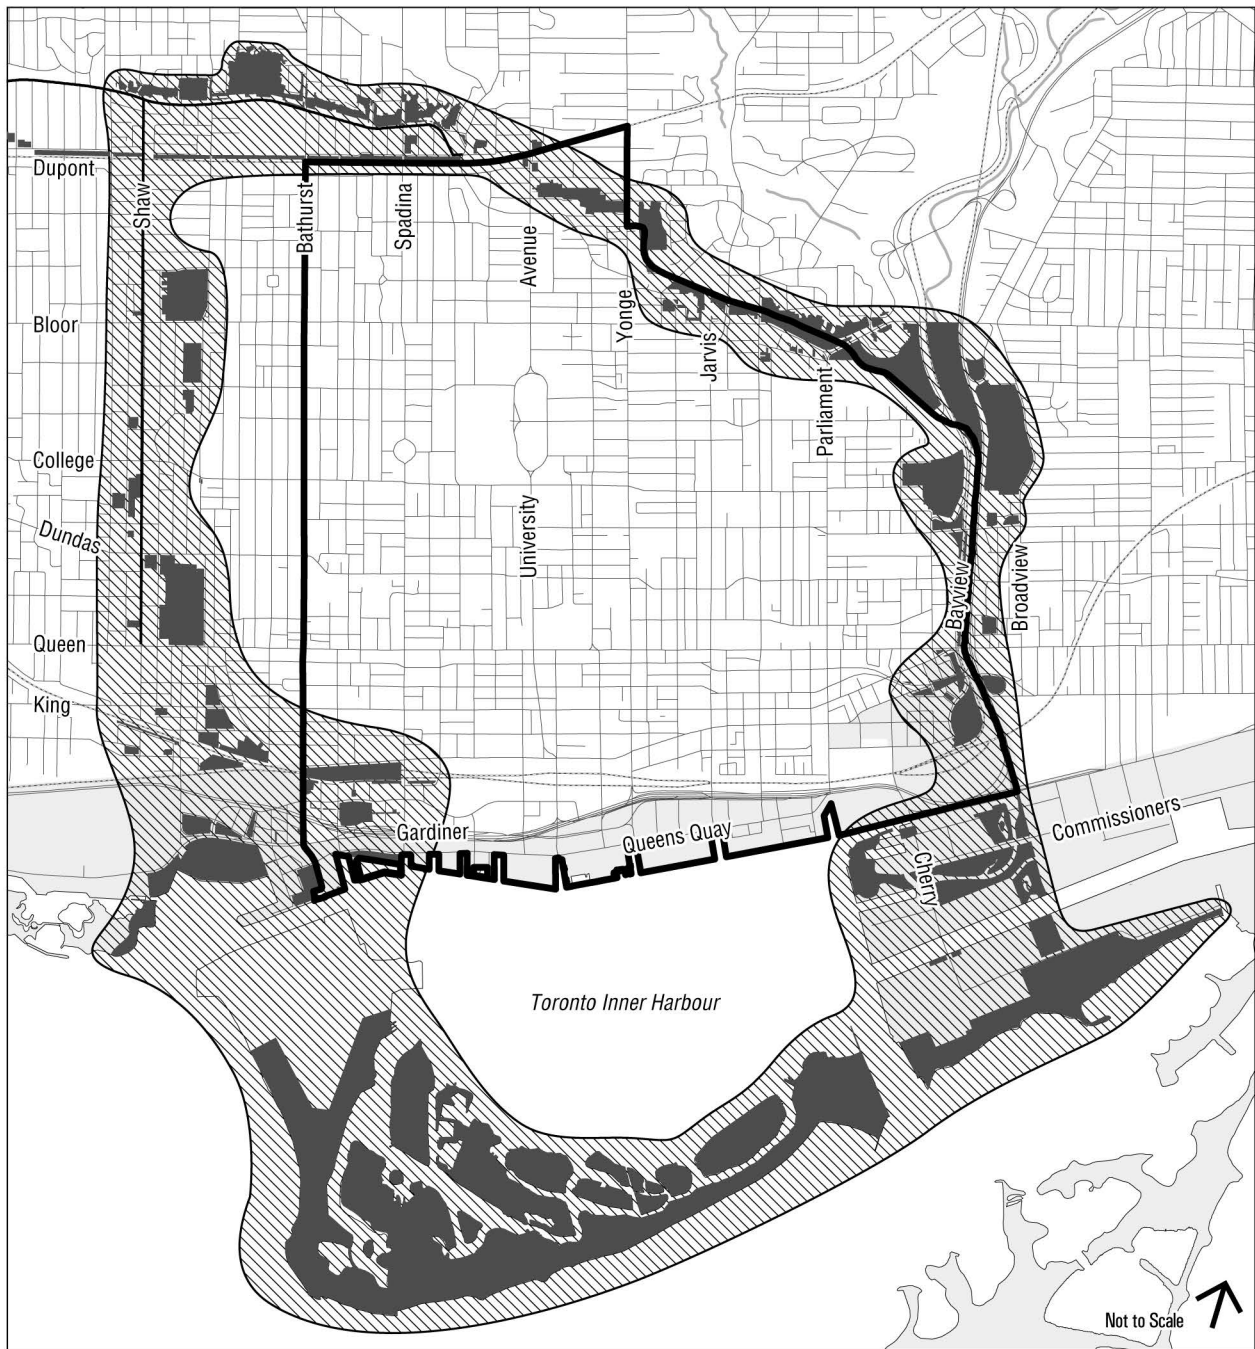 Dupont
Shaw
Bathurst
Spadina
Avenue
Yonge
Bloor
Jarvis
Parliament
College
University
Dundas
Bayview
Broadview
Queen
King
Gardiner
Queens Quay
Commissioners
Cherry
Toronto Inner Harbour
Not to Scale